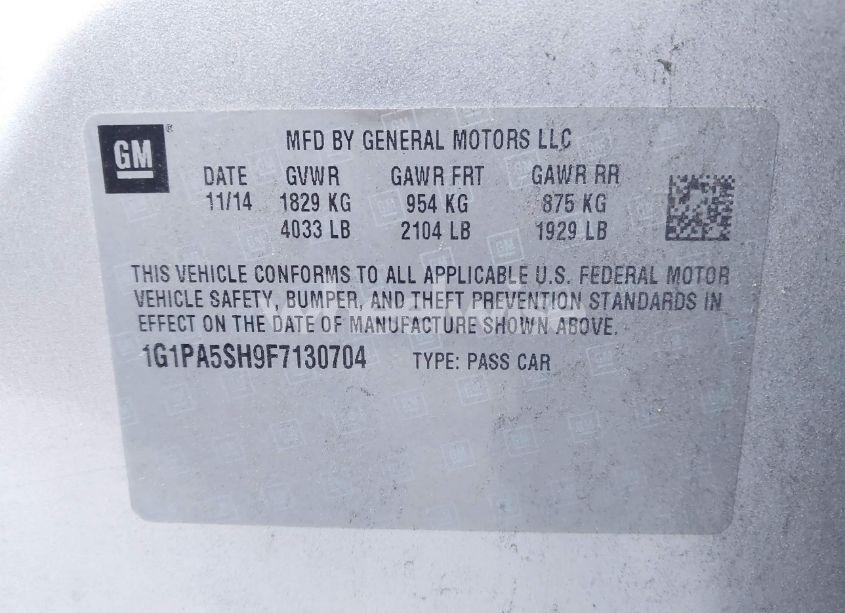 GM® MFD BY GENERAL MOTORS LLC
DATE GVWR GAWR FRT GAWR RR
11/14 1829 KG 954 KG 875 KG
4033 LB 2104 LB 1929 LB
THIS VEHICLE CONFORMS TO ALL APPLICABLE U.S. FEDERAL MOTOR
VEHICLE SAFETY, BUMPER, AND THEFT PREVENTION STANDARDS IN
EFFECT ON THE DATE OF MANUFACTURE SHOWN ABOVE.
1G1PA5SH9F7130704 TYPE: PASS CAR